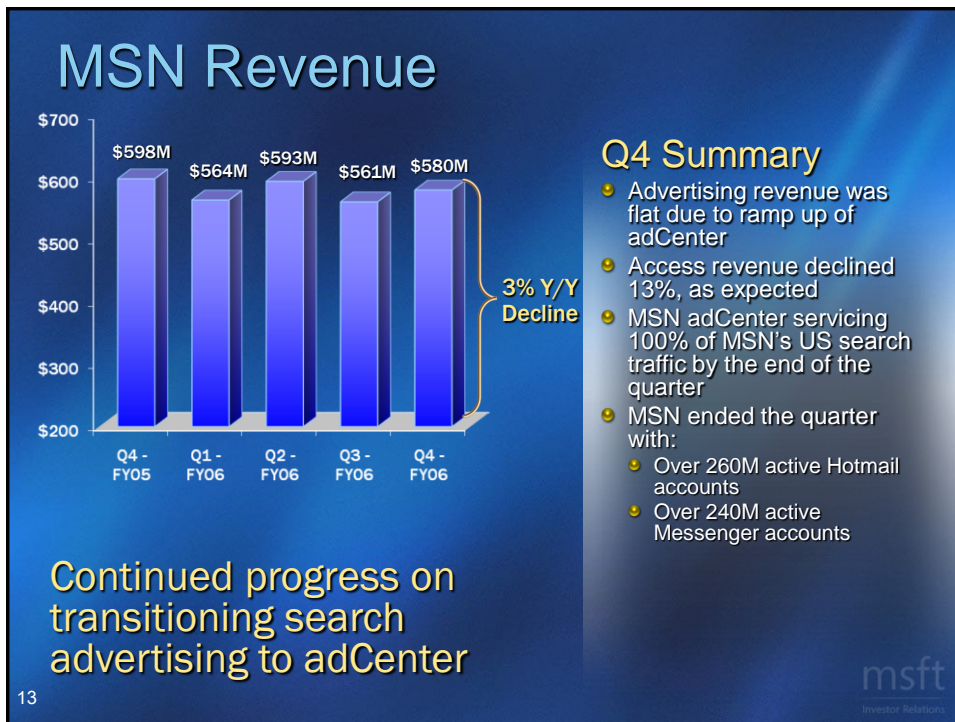 MSN Revenue
$700
$600
$500
$400
$300
$200
$598M
$564M
$593M
$561M
$580M
3% Y/Y
Decline
Q4 -
FY05
Q1 -
FY06
Q2 -
FY06
Q3 -
FY06
Q4 -
FY06
Q4 Summary
Advertising revenue was
flat due to ramp up of
adCenter
Access revenue declined
13%, as expected
MSN adCenter servicing
100% of MSN's US search
traffic by the end of the
quarter
MSN ended the quarter
with:
Over 260M active Hotmail
accounts
Over 240M active
Messenger accounts
Continued progress on
transitioning search
advertising to adCenter
13
msft
Investor Relations